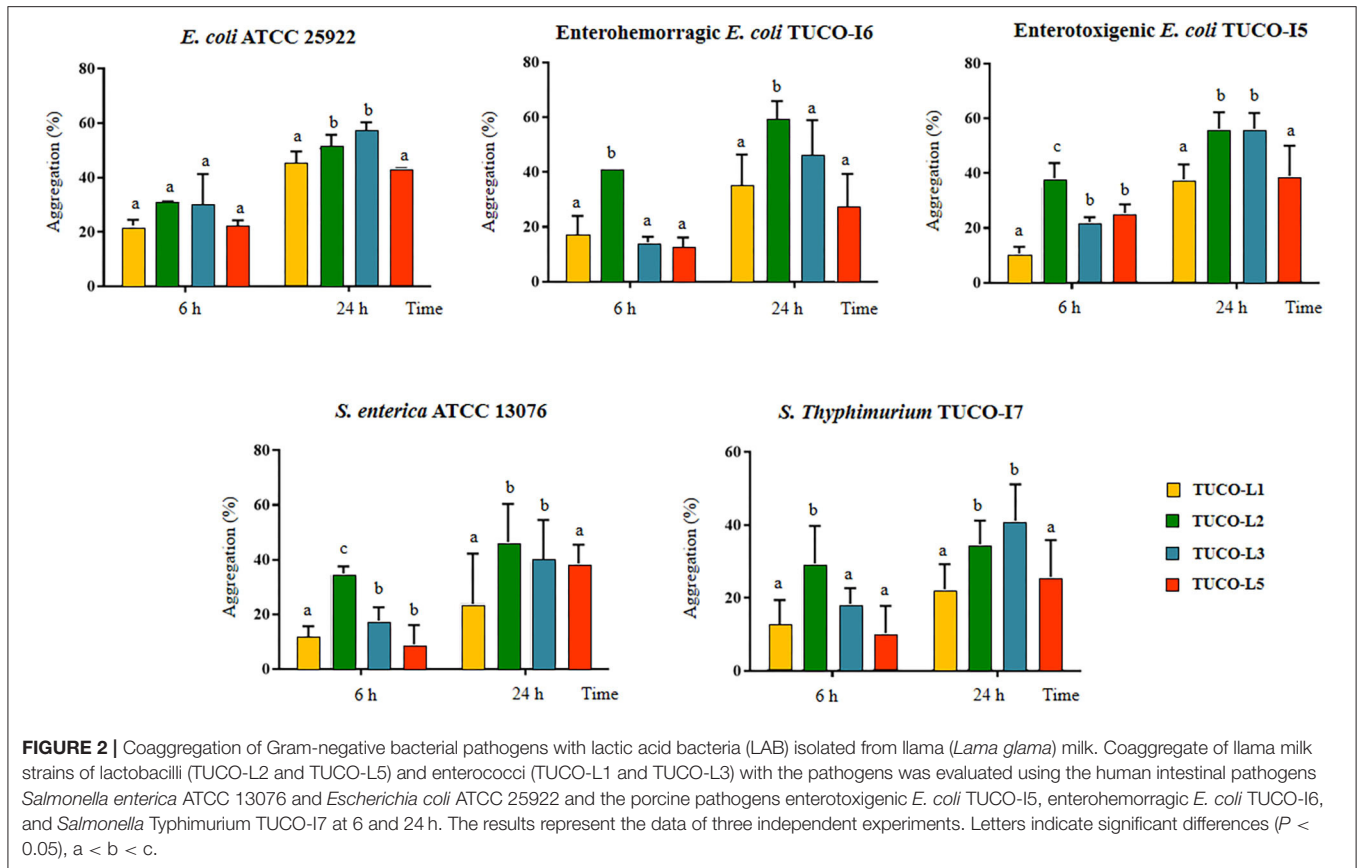 E. coli ATCC 25922
Enterohemorragic E. coli TUCO-I6
Enterotoxigenic E. coli TUCO-I5
Aggregation (%)
80
60
40
20
0
a
a
a
a
a
b
b
a
6 h
24 h
Time
Aggregation (%)
80
60
40
20
0
a
b
a
a
a
b
a
a
6 h
24 h
Time
Aggregation (%)
80
60
40
20
0
a
c
b
b
a
b
b
a
6 h
24 h
Time
S. enterica ATCC 13076
S. Thyphimurium TUCO-I7
Aggregation (%)
80
60
40
20
0
a
c
b
b
a
b
b
a
6 h
24 h
Time
Aggregation (%)
60
40
20
0
a
b
a
a
a
b
b
a
6 h
24 h
Time
TUCO-L1
TUCO-L2
TUCO-L3
TUCO-L5
FIGURE 2 | Coaggregation of Gram-negative bacterial pathogens with lactic acid bacteria (LAB) isolated from llama (Lama glama) milk. Coaggregate of llama milk
strains of lactobacilli (TUCO-L2 and TUCO-L5) and enterococci (TUCO-L1 and TUCO-L3) with the pathogens was evaluated using the human intestinal pathogens
Salmonella enterica ATCC 13076 and Escherichia coli ATCC 25922 and the porcine pathogens enterotoxigenic E. coli TUCO-I5, enterohemorragic E. coli TUCO-I6,
and Salmonella Typhimurium TUCO-I7 at 6 and 24 h. The results represent the data of three independent experiments. Letters indicate significant differences (P <
0.05), a < b < c.